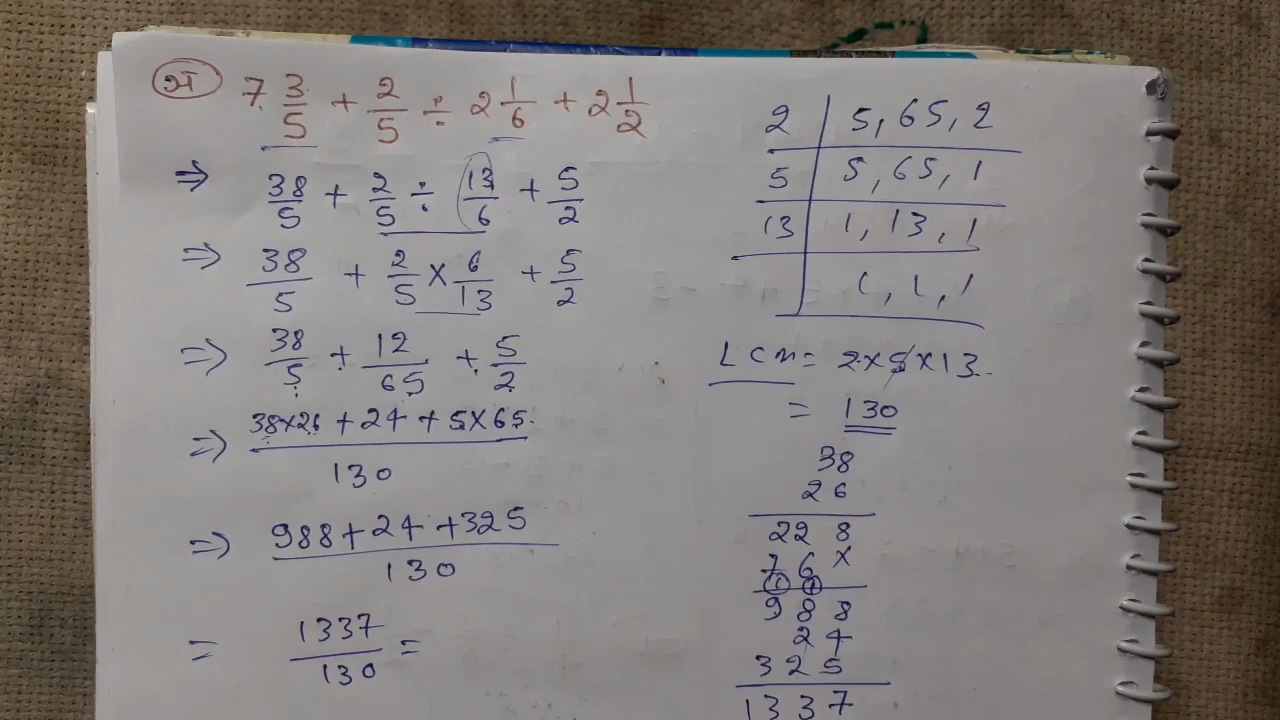 अ 7 3/5 + 2/5 ÷ 2 1/6 + 2 1/2
⇒ 38/5 + 2/5 ÷ 13/6 + 5/2
⇒ 38/5 + 2/5 × 6/13 + 5/2
⇒ 38/5 + 12/65 + 5/2
⇒ (38×26 + 24 + 5×65)/130
⇒ (988 + 24 + 325)/130
= 1337/130 =
2 | 5, 65, 2
5 | 5, 65, 1
13 | 1, 13, 1
1, 1, 1
LCM = 2×5×13
= 130
38
26
228
76×
988
24
325
1337